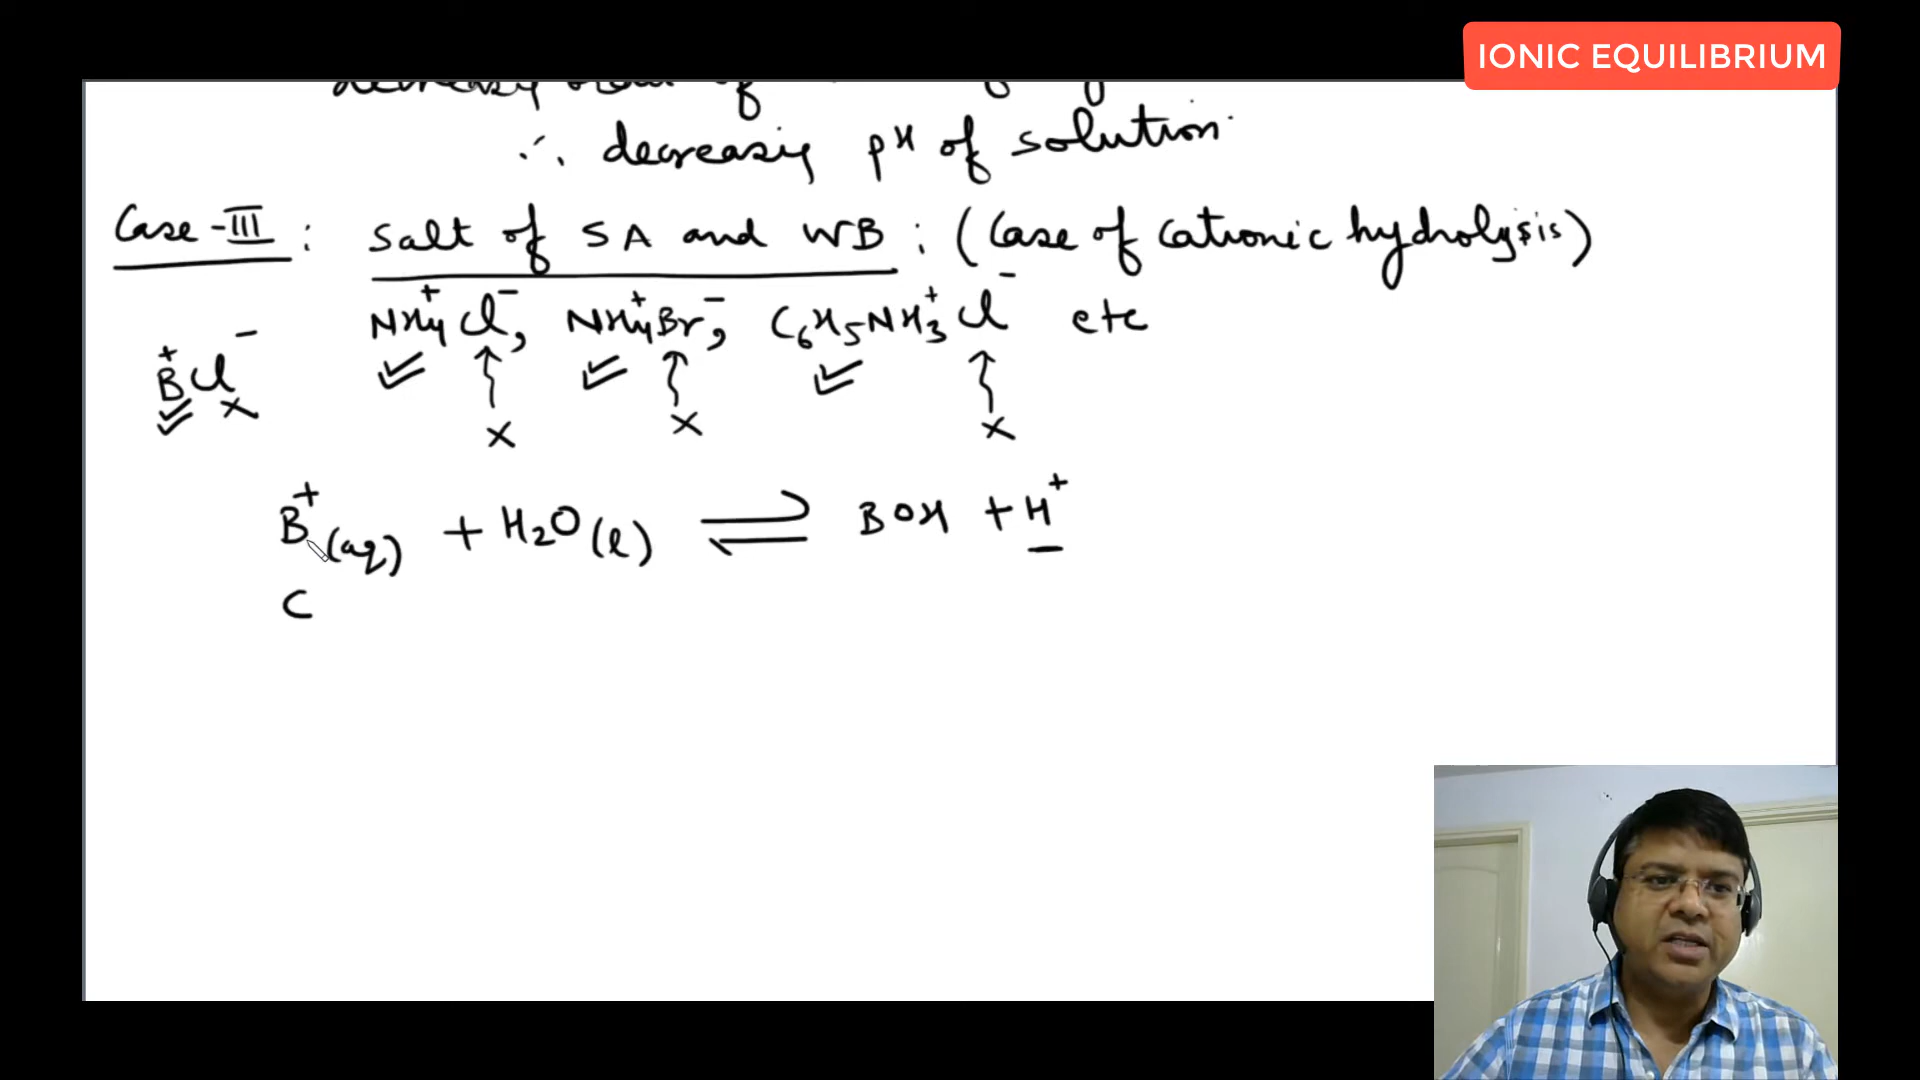 IONIC EQUILIBRIUM
of
∴ decreasing pH of solution
Case-III : Salt of SA and WB : (Case of cationic hydrolysis)
NH4+Cl-, NH4+Br-, C6H5NH3+Cl- etc
B+Cl-
✓ x ✓ ✓ ✓
x x x
B+(aq) + H2O(l) ⇌ BOH + H+
C